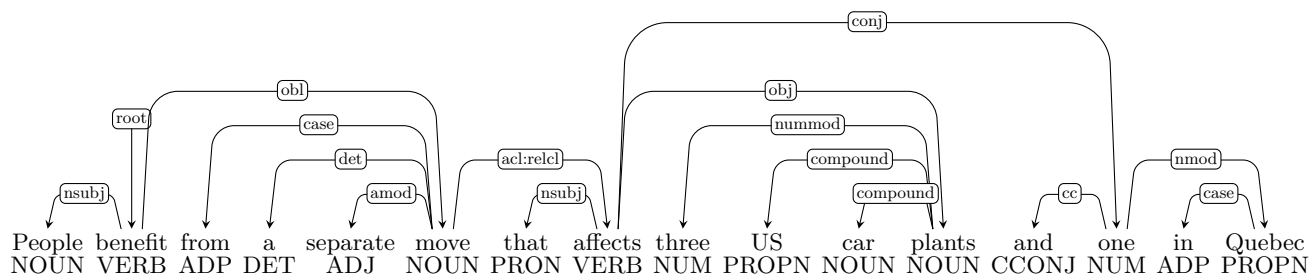 conj
obl obj
root
case nummod
det acl:relcl compound nmod
nsubj amod nsubj compound cc case
People benefit from a separate move that affects three US car plants and one in Quebec
NOUN VERB ADP DET ADJ NOUN PRON VERB NUM PROPN NOUN NOUN CCONJ NUM ADP PROPN